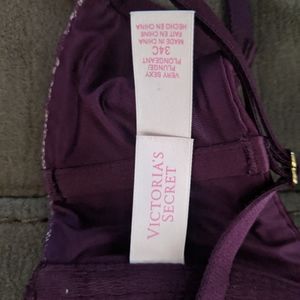 VERY SEXY
PLUNGE/
PLONGEANT
34C
MADE IN CHINA
FAIT EN CHINE
HECHO EN CHINA
VICTORIA'S
SECRET